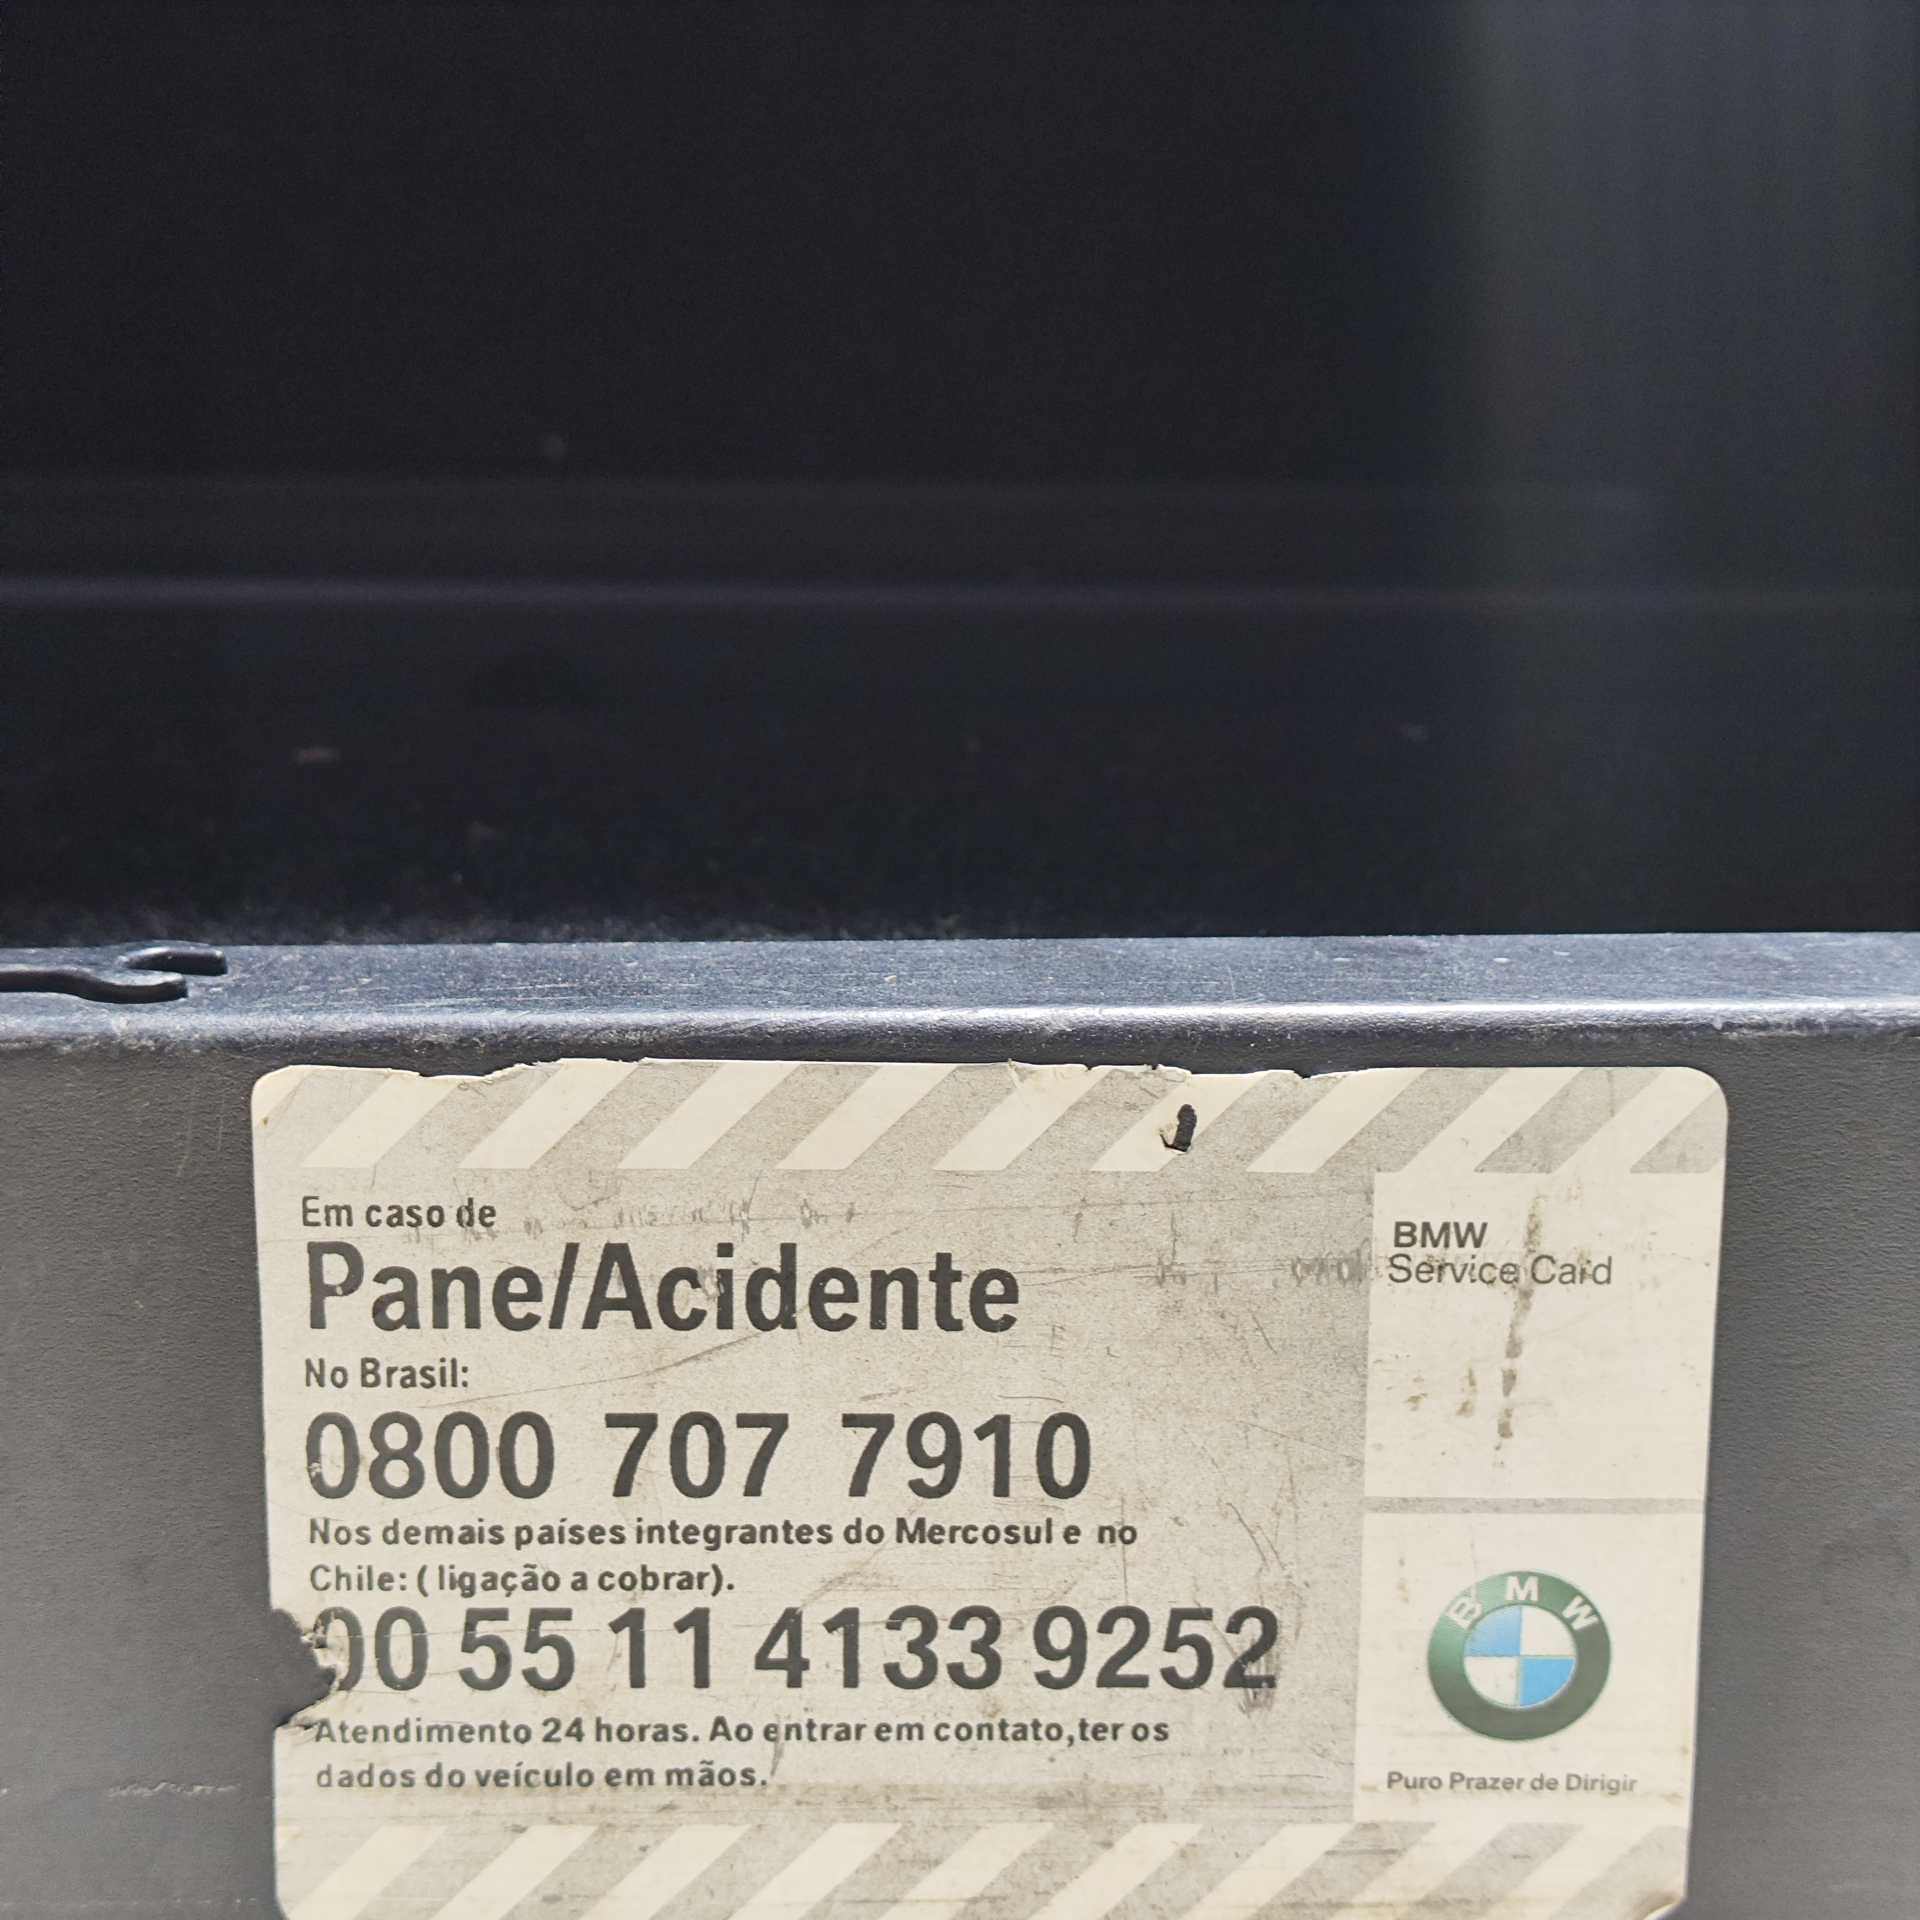 Em caso de
Pane/Acidente
No Brasil:
0800 707 7910
Nos demais países integrantes do Mercosul e no
Chile: ( ligação a cobrar).
00 55 11 4133 9252
Atendimento 24 horas. Ao entrar em contato,ter os
dados do veículo em mãos.
BMW
Service Card
BMW
Puro Prazer de Dirigir